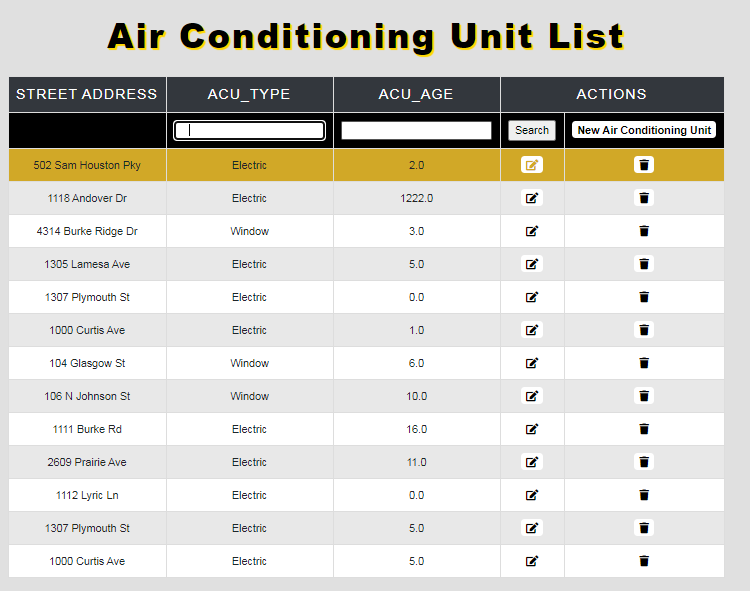 Air Conditioning Unit List
STREET ADDRESS ACU_TYPE ACU_AGE ACTIONS
Search New Air Conditioning Unit
502 Sam Houston Pky Electric 2.0
1118 Andover Dr Electric 1222.0
4314 Burke Ridge Dr Window 3.0
1305 Lamesa Ave Electric 5.0
1307 Plymouth St Electric 0.0
1000 Curtis Ave Electric 1.0
104 Glasgow St Window 6.0
106 N Johnson St Window 10.0
1111 Burke Rd Electric 16.0
2609 Prairie Ave Electric 11.0
1112 Lyric Ln Electric 0.0
1307 Plymouth St Electric 5.0
1000 Curtis Ave Electric 5.0